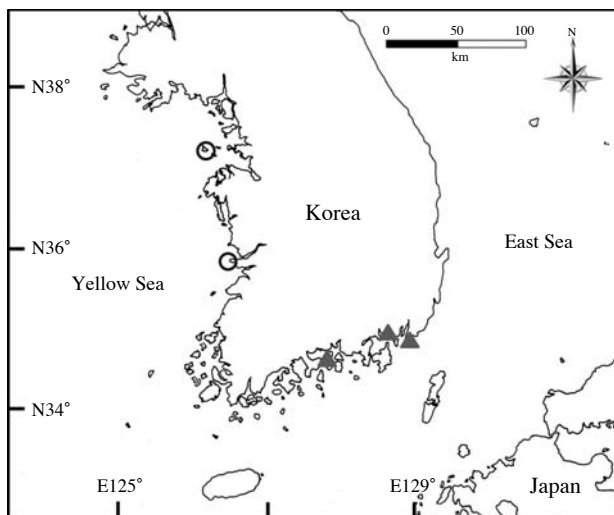 0 50 100
km
N
N38°
Korea
N36°
East Sea
Yellow Sea
N34°
E125°
E129°
Japan